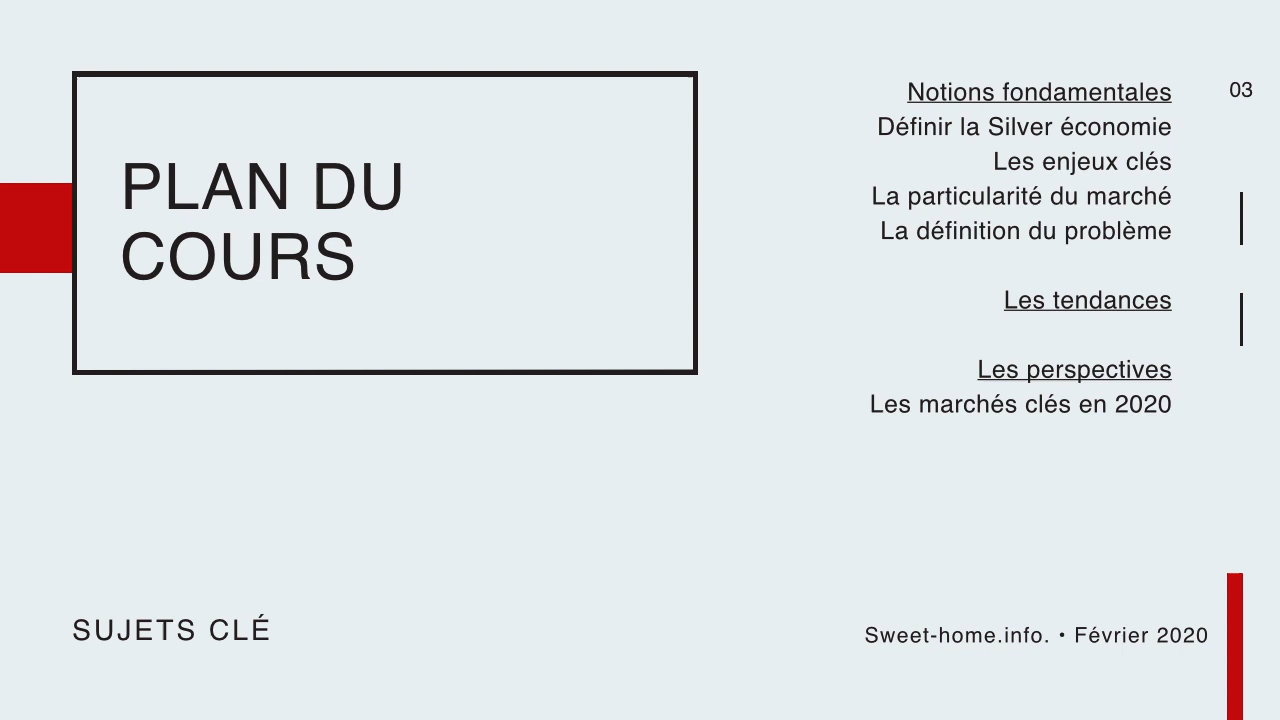 PLAN DU
COURS
Notions fondamentales
Définir la Silver économie
Les enjeux clés
La particularité du marché
La définition du problème
Les tendances
Les perspectives
Les marchés clés en 2020
03
SUJETS CLÉ
Sweet-home.info. • Février 2020